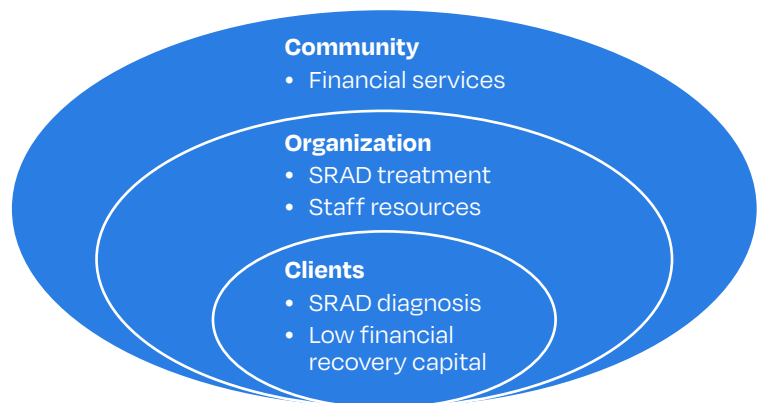 Community
• Financial services
Organization
• SRAD treatment
• Staff resources
Clients
• SRAD diagnosis
• Low financial
recovery capital